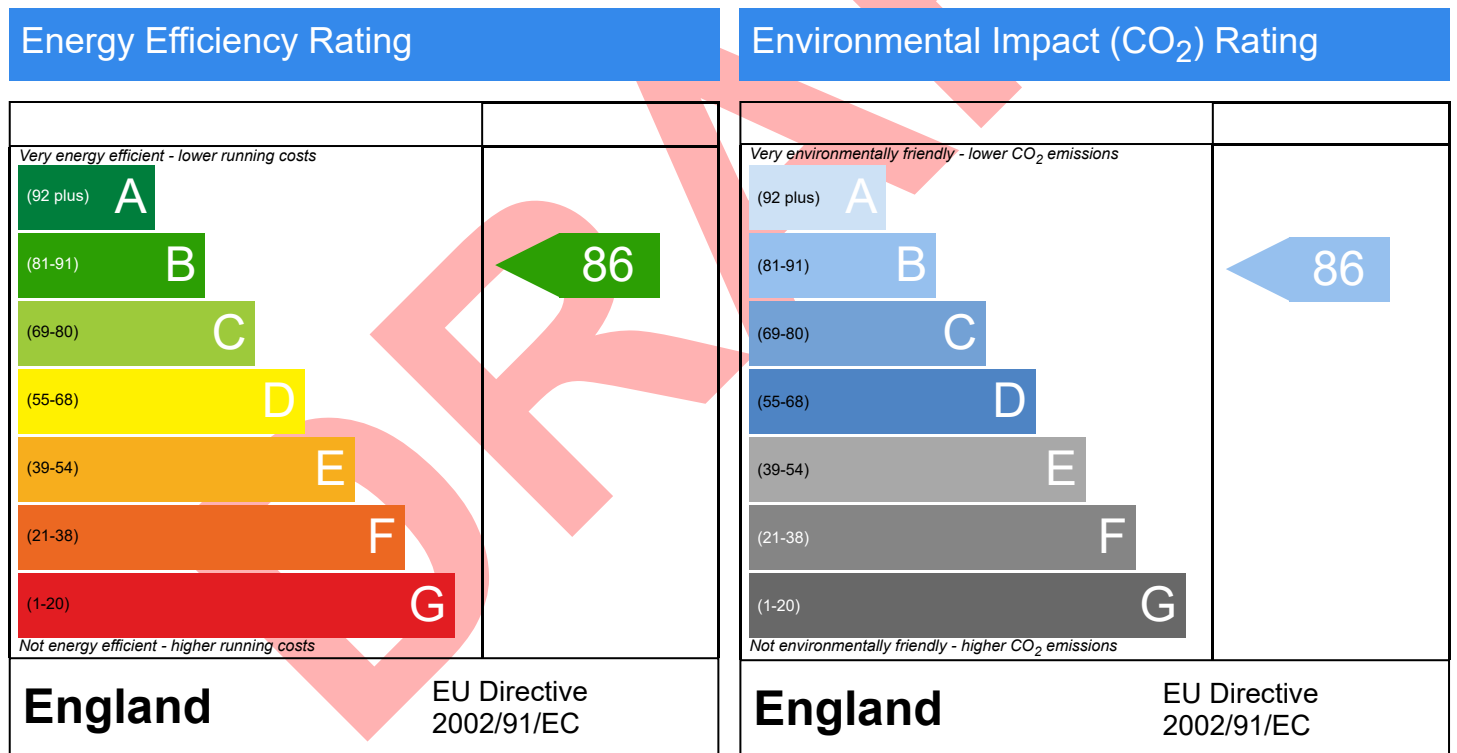 Energy Efficiency Rating
Very energy efficient - lower running costs
(92 plus) A
(81-91) B
86
(69-80) C
(55-68) D
(39-54) E
(21-38) F
(1-20) G
Not energy efficient - higher running costs
England
EU Directive
2002/91/EC
Environmental Impact (CO₂) Rating
Very environmentally friendly - lower CO₂ emissions
(92 plus) A
(81-91) B
86
(69-80) C
(55-68) D
(39-54) E
(21-38) F
(1-20) G
Not environmentally friendly - higher CO₂ emissions
England
EU Directive
2002/91/EC